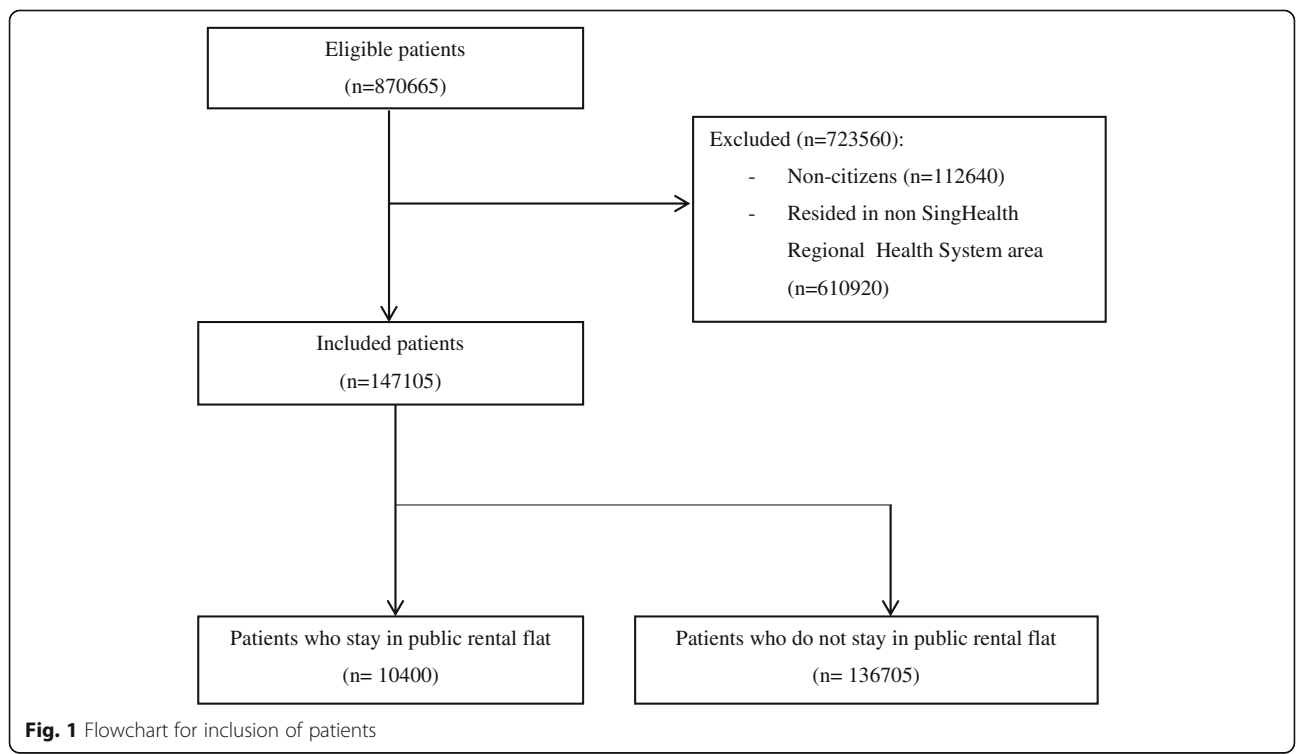 Eligible patients
(n=870665)
Excluded (n=723560):
- Non-citizens (n=112640)
- Resided in non SingHealth
Regional Health System area
(n=610920)
Included patients
(n=147105)
Patients who stay in public rental flat
(n= 10400)
Patients who do not stay in public rental flat
(n= 136705)
Fig. 1 Flowchart for inclusion of patients